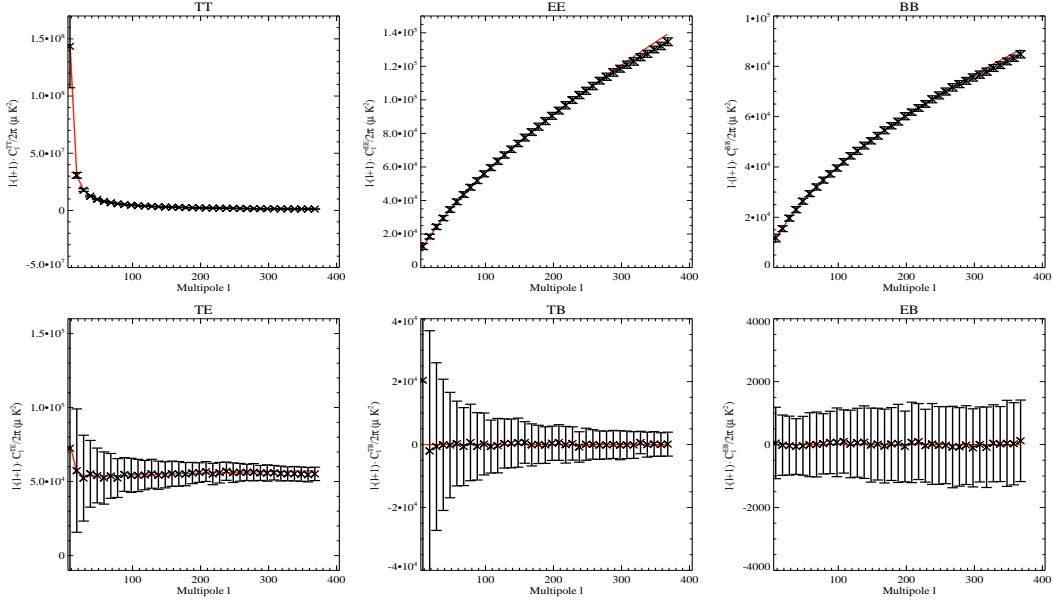 TT
EE
BB
1.5•10⁸
1.0•10⁸
5.0•10⁷
0
-5.0•10⁷
l·(l+1)· C_l^TT/2π (μ K²)
100 200 300 400
Multipole l
1.4•10⁵
1.2•10⁵
1.0•10⁵
8.0•10⁴
6.0•10⁴
4.0•10⁴
2.0•10⁴
0
l·(l+1)· C_l^EE/2π (μ K²)
100 200 300 400
Multipole l
1•10⁵
8•10⁴
6•10⁴
4•10⁴
2•10⁴
0
l·(l+1)· C_l^BB/2π (μ K²)
100 200 300 400
Multipole l
TE
TB
EB
1.5•10⁵
1.0•10⁵
5.0•10⁴
0
l·(l+1)· C_l^TE/2π (μ K²)
100 200 300 400
Multipole l
4•10⁴
2•10⁴
0
-2•10⁴
-4•10⁴
l·(l+1)· C_l^TB/2π (μ K²)
100 200 300 400
Multipole l
4000
2000
0
-2000
-4000
l·(l+1)· C_l^EB/2π (μ K²)
100 200 300 400
Multipole l